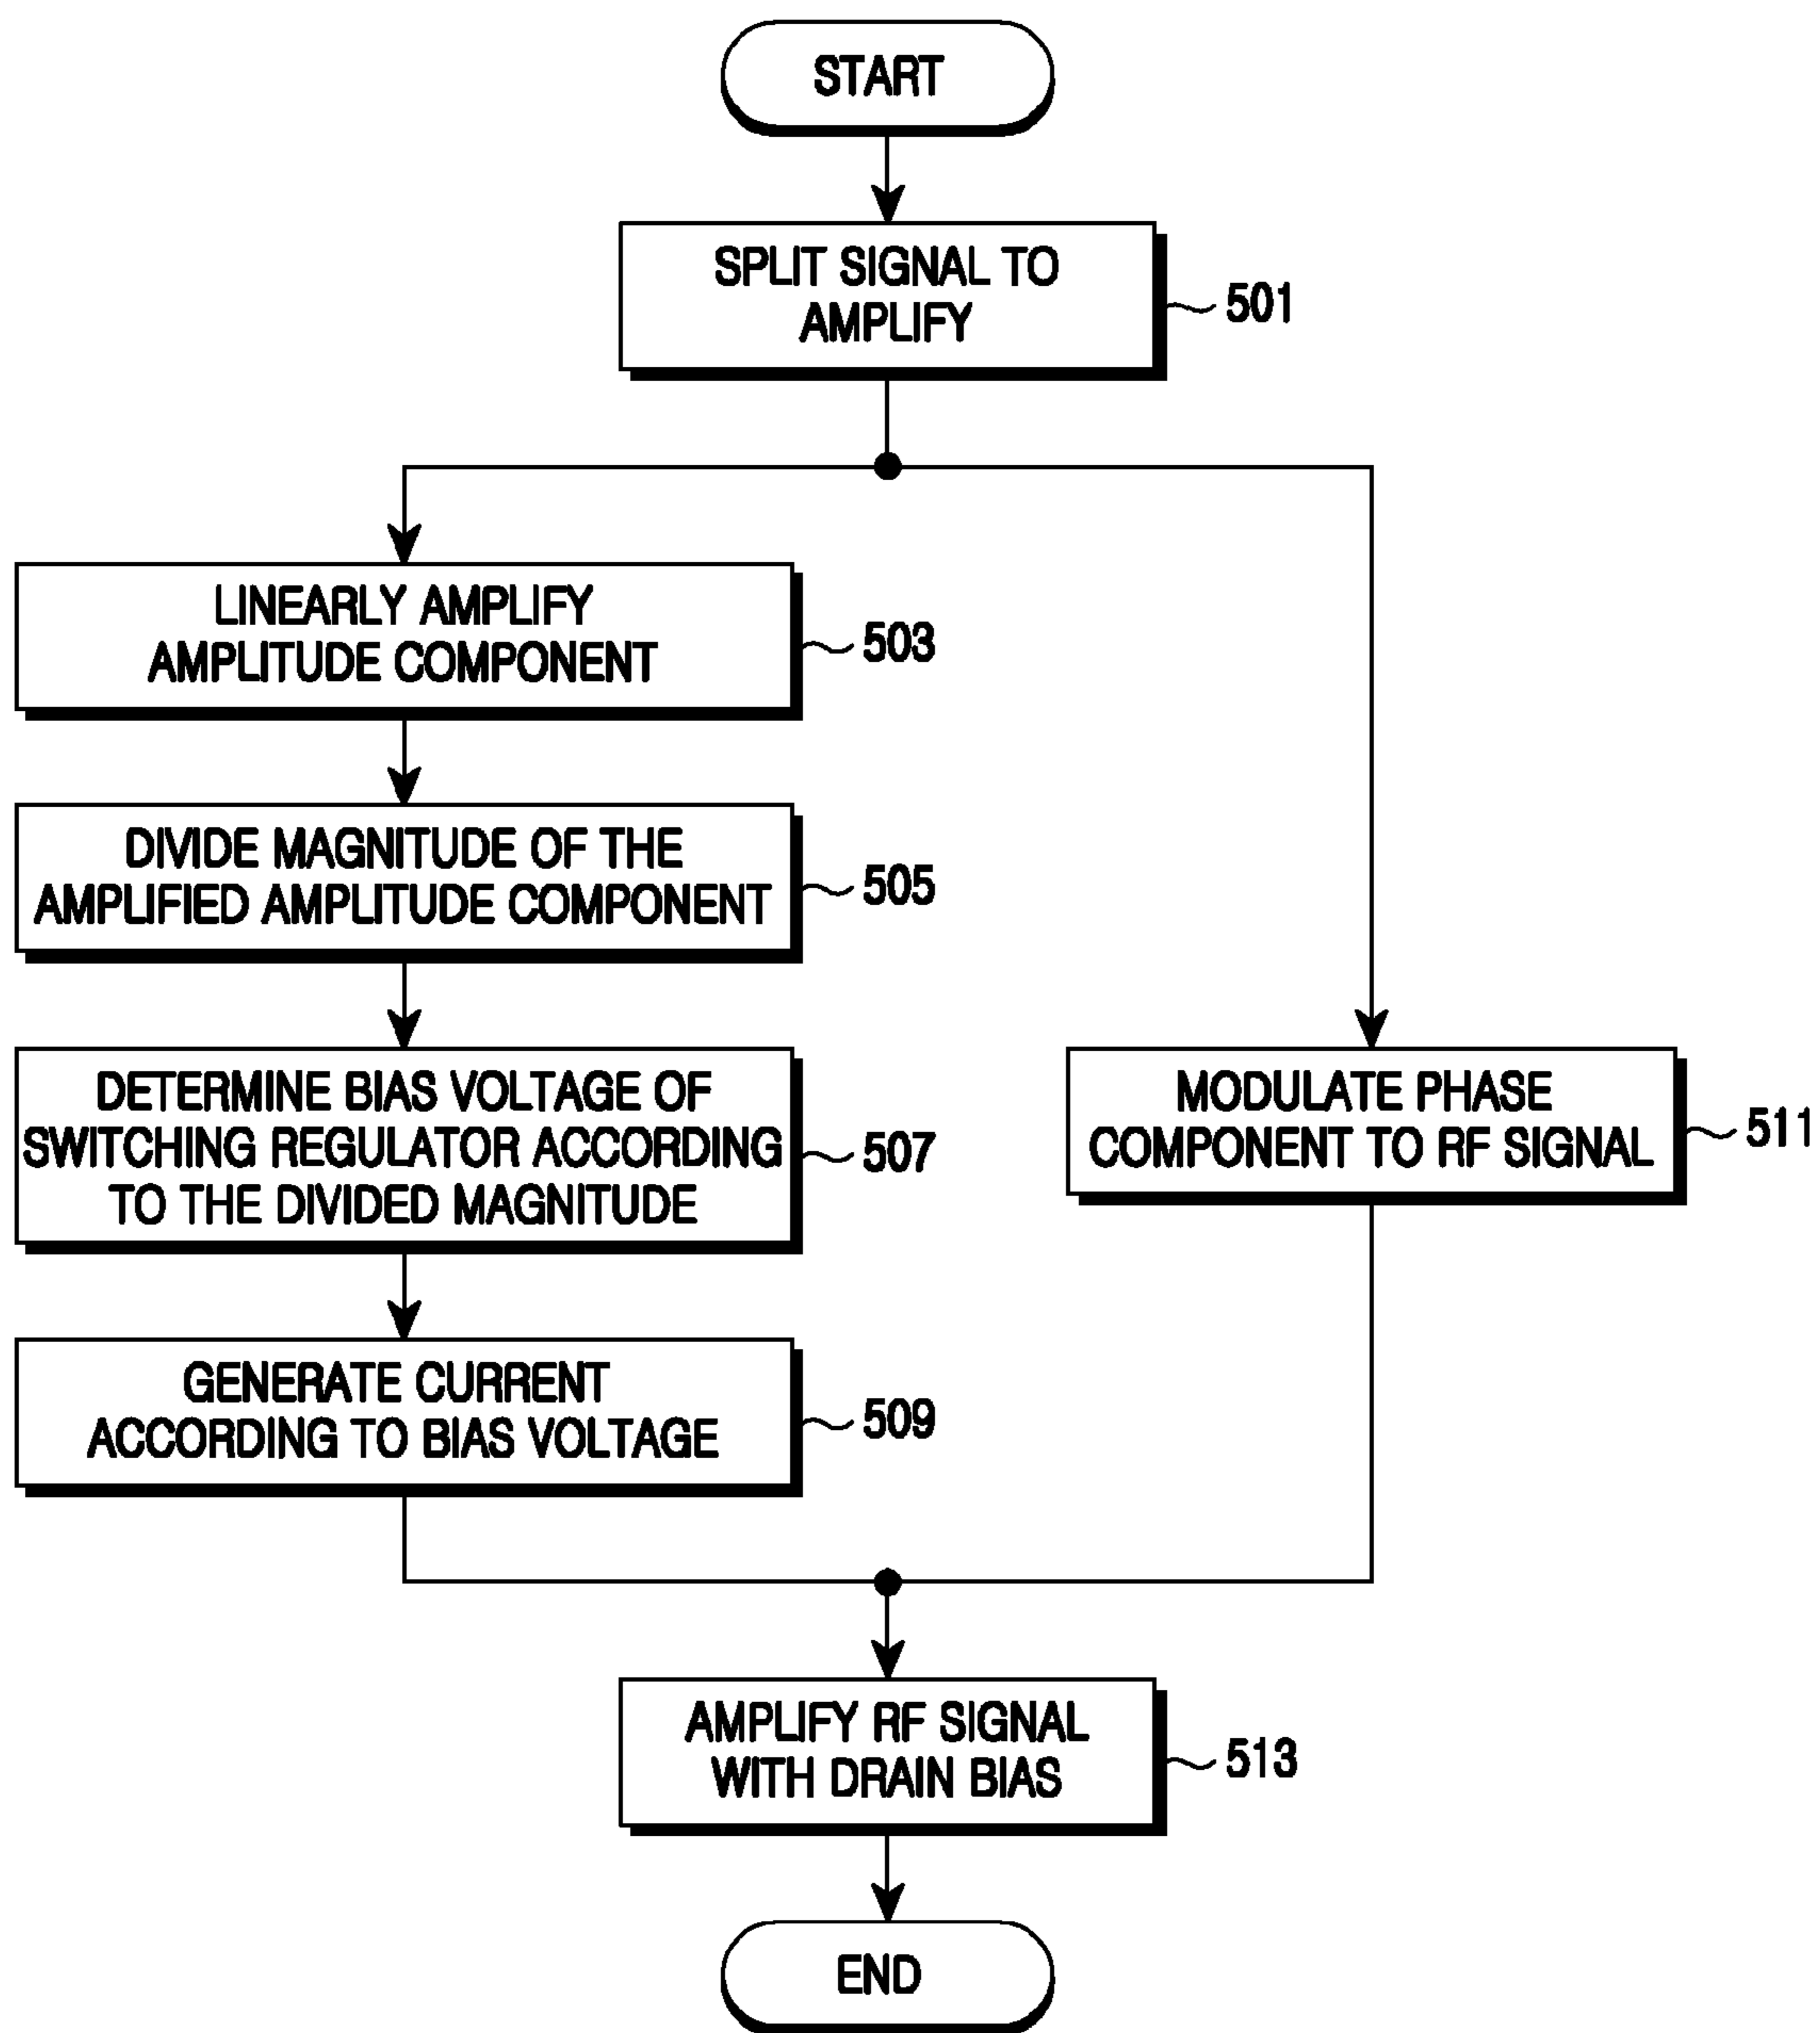 START
SPLIT SIGNAL TO
AMPLIFY
501
LINEARLY AMPLIFY
AMPLITUDE COMPONENT
503
DIVIDE MAGNITUDE OF THE
AMPLIFIED AMPLITUDE COMPONENT
505
DETERMINE BIAS VOLTAGE OF
SWITCHING REGULATOR ACCORDING
TO THE DIVIDED MAGNITUDE
507
GENERATE CURRENT
ACCORDING TO BIAS VOLTAGE
509
MODULATE PHASE
COMPONENT TO RF SIGNAL
511
AMPLIFY RF SIGNAL
WITH DRAIN BIAS
513
END